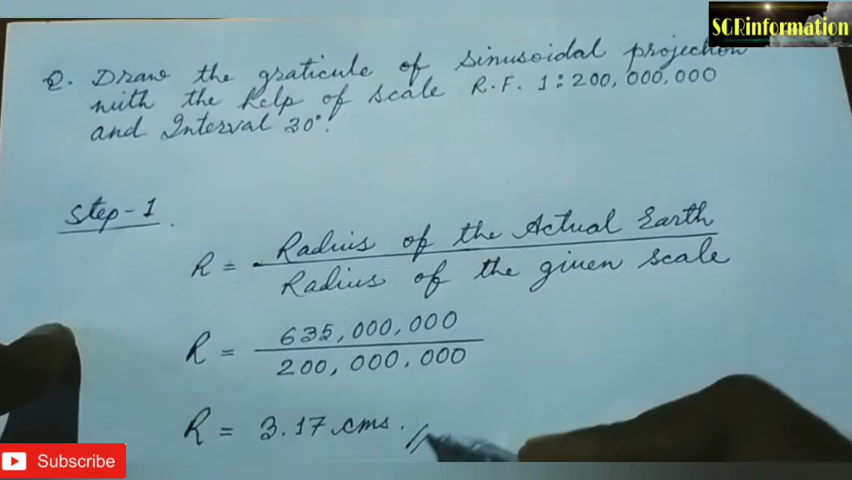 SCRinformation
Q. Draw the graticule of sinusoidal projection
with the help of scale R.F. 1:200,000,000
and Interval 30°.
Step-1.
R = Radius of the Actual Earth
Radius of the given scale
R = 635,000,000
200,000,000
R = 3.17 cms.
Subscribe